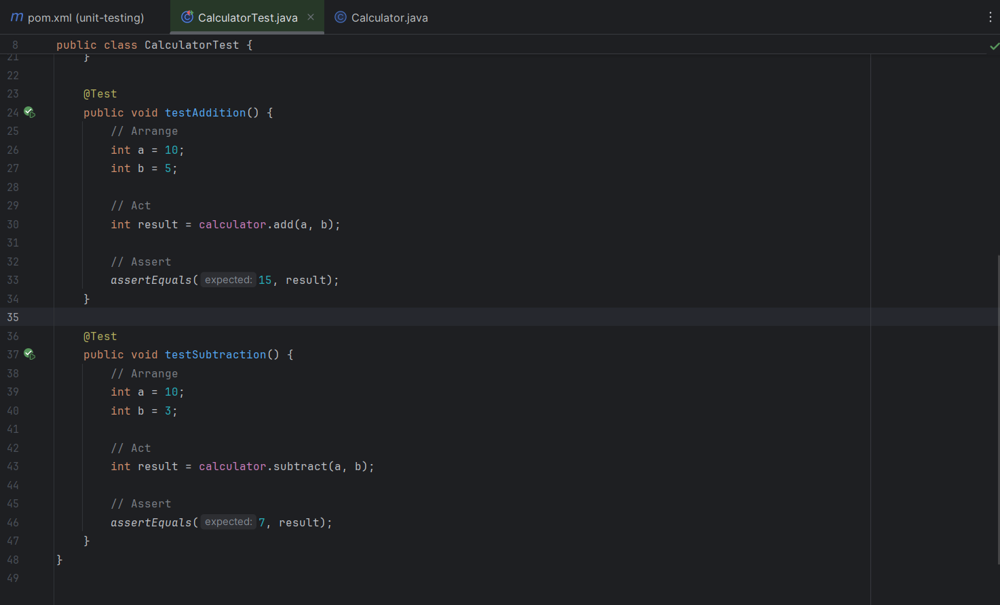 m pom.xml (unit-testing) CalculatorTest.java Calculator.java
8 public class CalculatorTest {
21 }
22
23 @Test
24 public void testAddition() {
25 // Arrange
26 int a = 10;
27 int b = 5;
28
29 // Act
30 int result = calculator.add(a, b);
31
32 // Assert
33 assertEquals( expected: 15, result);
34 }
35
36 @Test
37 public void testSubtraction() {
38 // Arrange
39 int a = 10;
40 int b = 3;
41
42 // Act
43 int result = calculator.subtract(a, b);
44
45 // Assert
46 assertEquals( expected: 7, result);
47 }
48 }
49